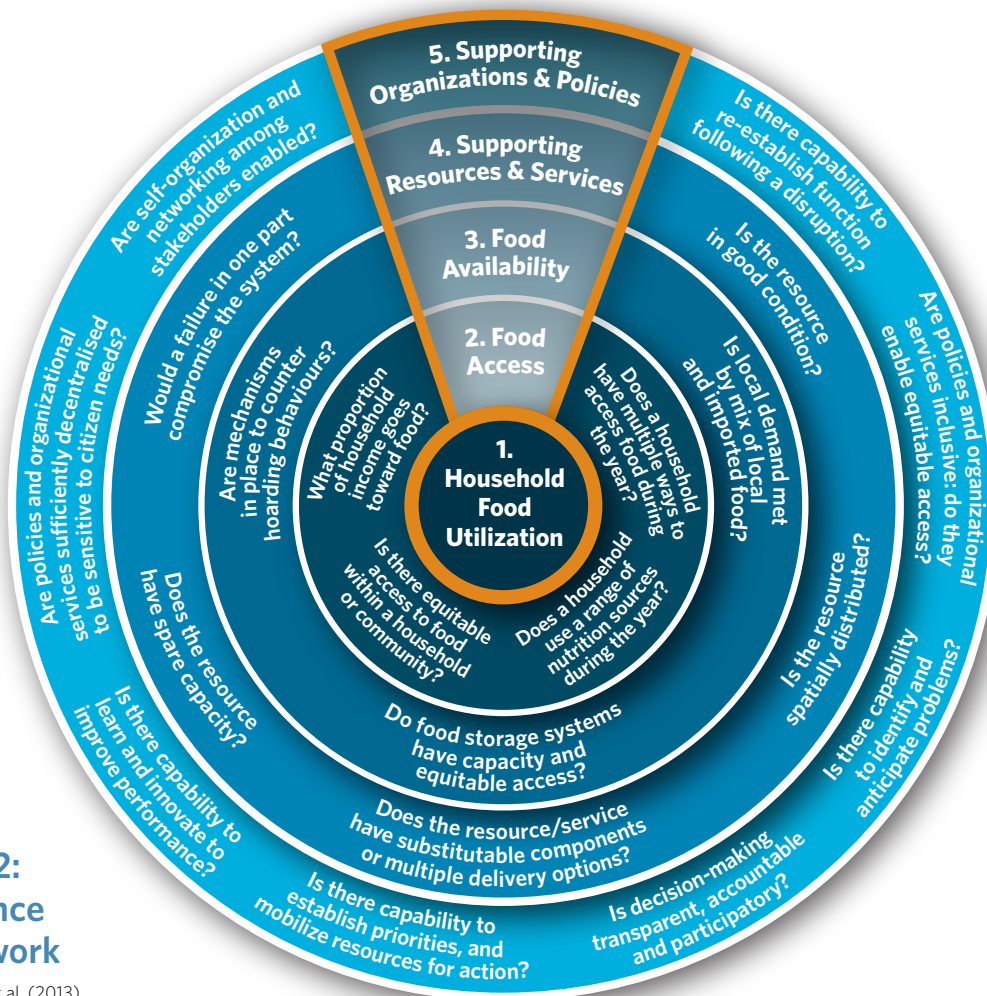 5. Supporting
Organizations & Policies
4. Supporting
Resources & Services
3. Food
Availability
2. Food
Access
1.
Household
Food
Utilization
Does a household
have multiple ways to
access food during
the year?
Does a household
use a range of
nutrition sources
during the year?
Is there equitable
access to food
within a household
or community?
What proportion
of household
income goes
toward food?
Is local demand met
by mix of local
and imported food?
Do food storage systems
have capacity and
equitable access?
Are mechanisms
in place to counter
hoarding behaviours?
Is the resource
in good condition?
Is the resource
spatially distributed?
Does the resource/service
have substitutable components
or multiple delivery options?
Does the resource
have spare capacity?
Would a failure in one part
compromise the system?
Is there capability to
re-establish function
following a disruption?
Are policies and organizational
services inclusive: do they
enable equitable access?
Is there capability
to identify and
anticipate problems?
Is decision-making
transparent, accountable
and participatory?
Is there capability to
establish priorities, and
mobilize resources for action?
Is there capability to
learn and innovate to
improve performance?
Are policies and organizational
services sufficiently decentralised
to be sensitive to citizen needs?
Are self-organization and
networking among
stakeholders enabled?
2:
nce
work
et al. (2013)